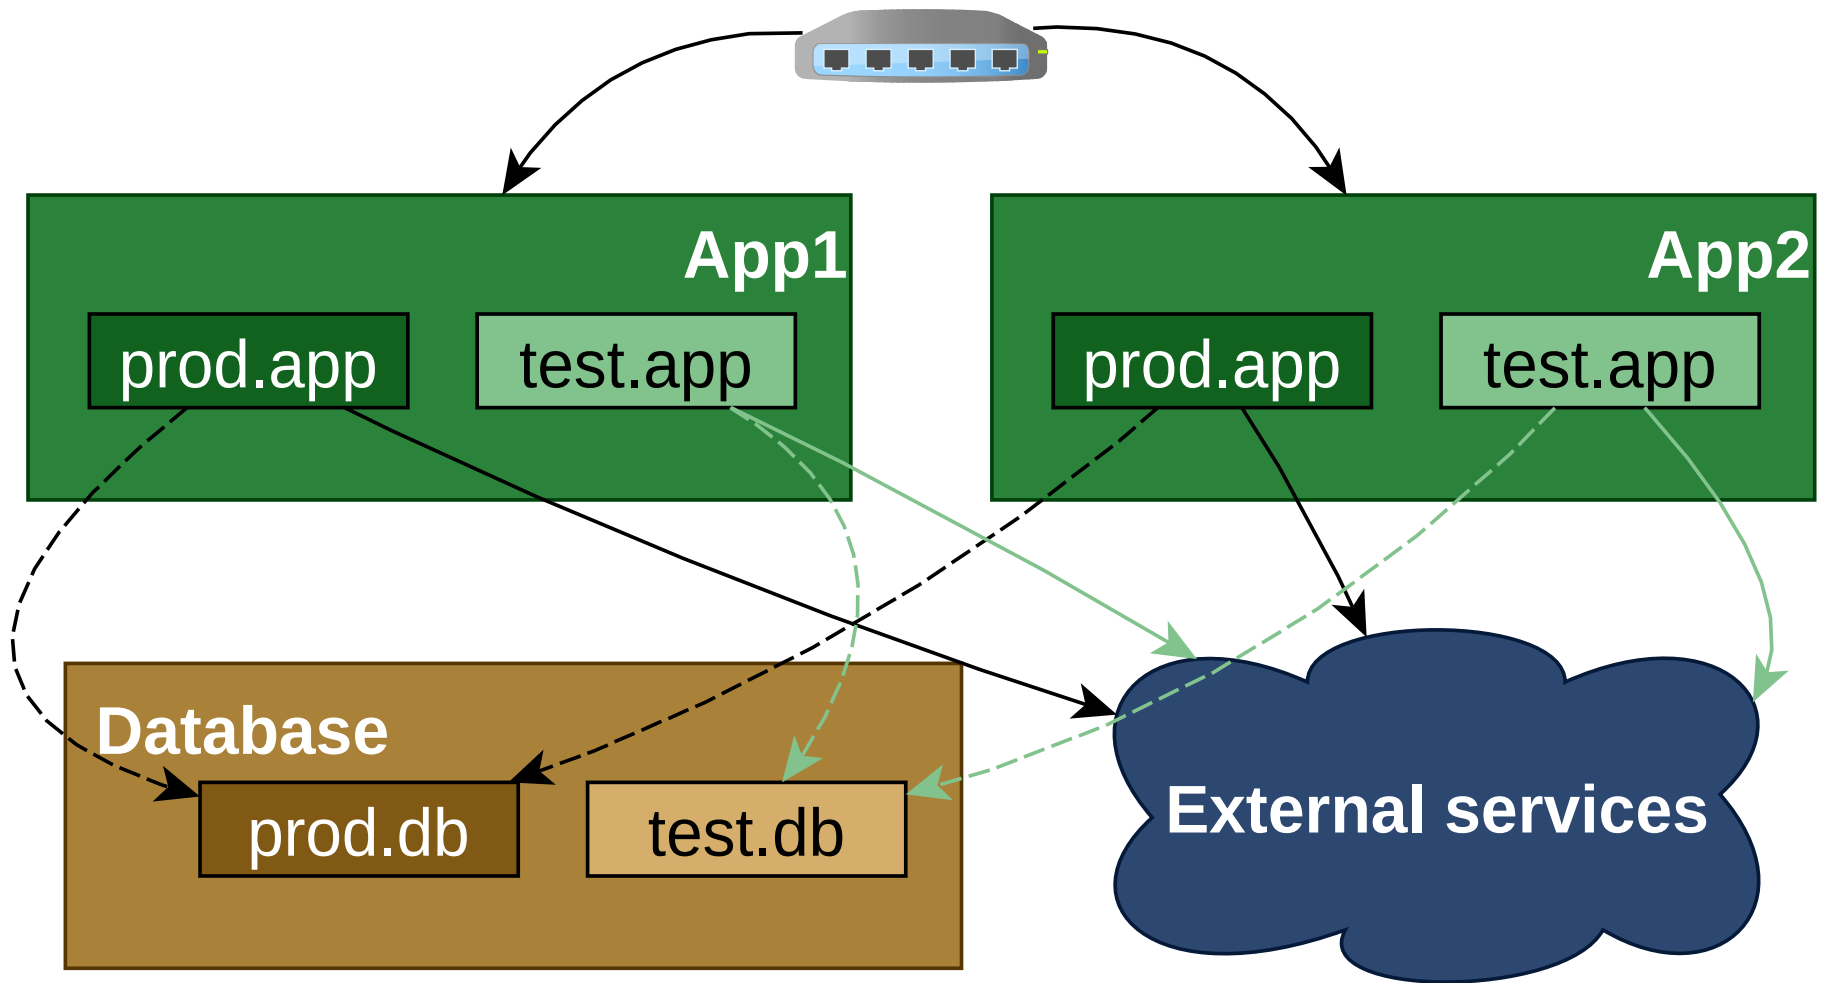 App1
App2
prod.app
test.app
prod.app
test.app
Database
prod.db
test.db
External services